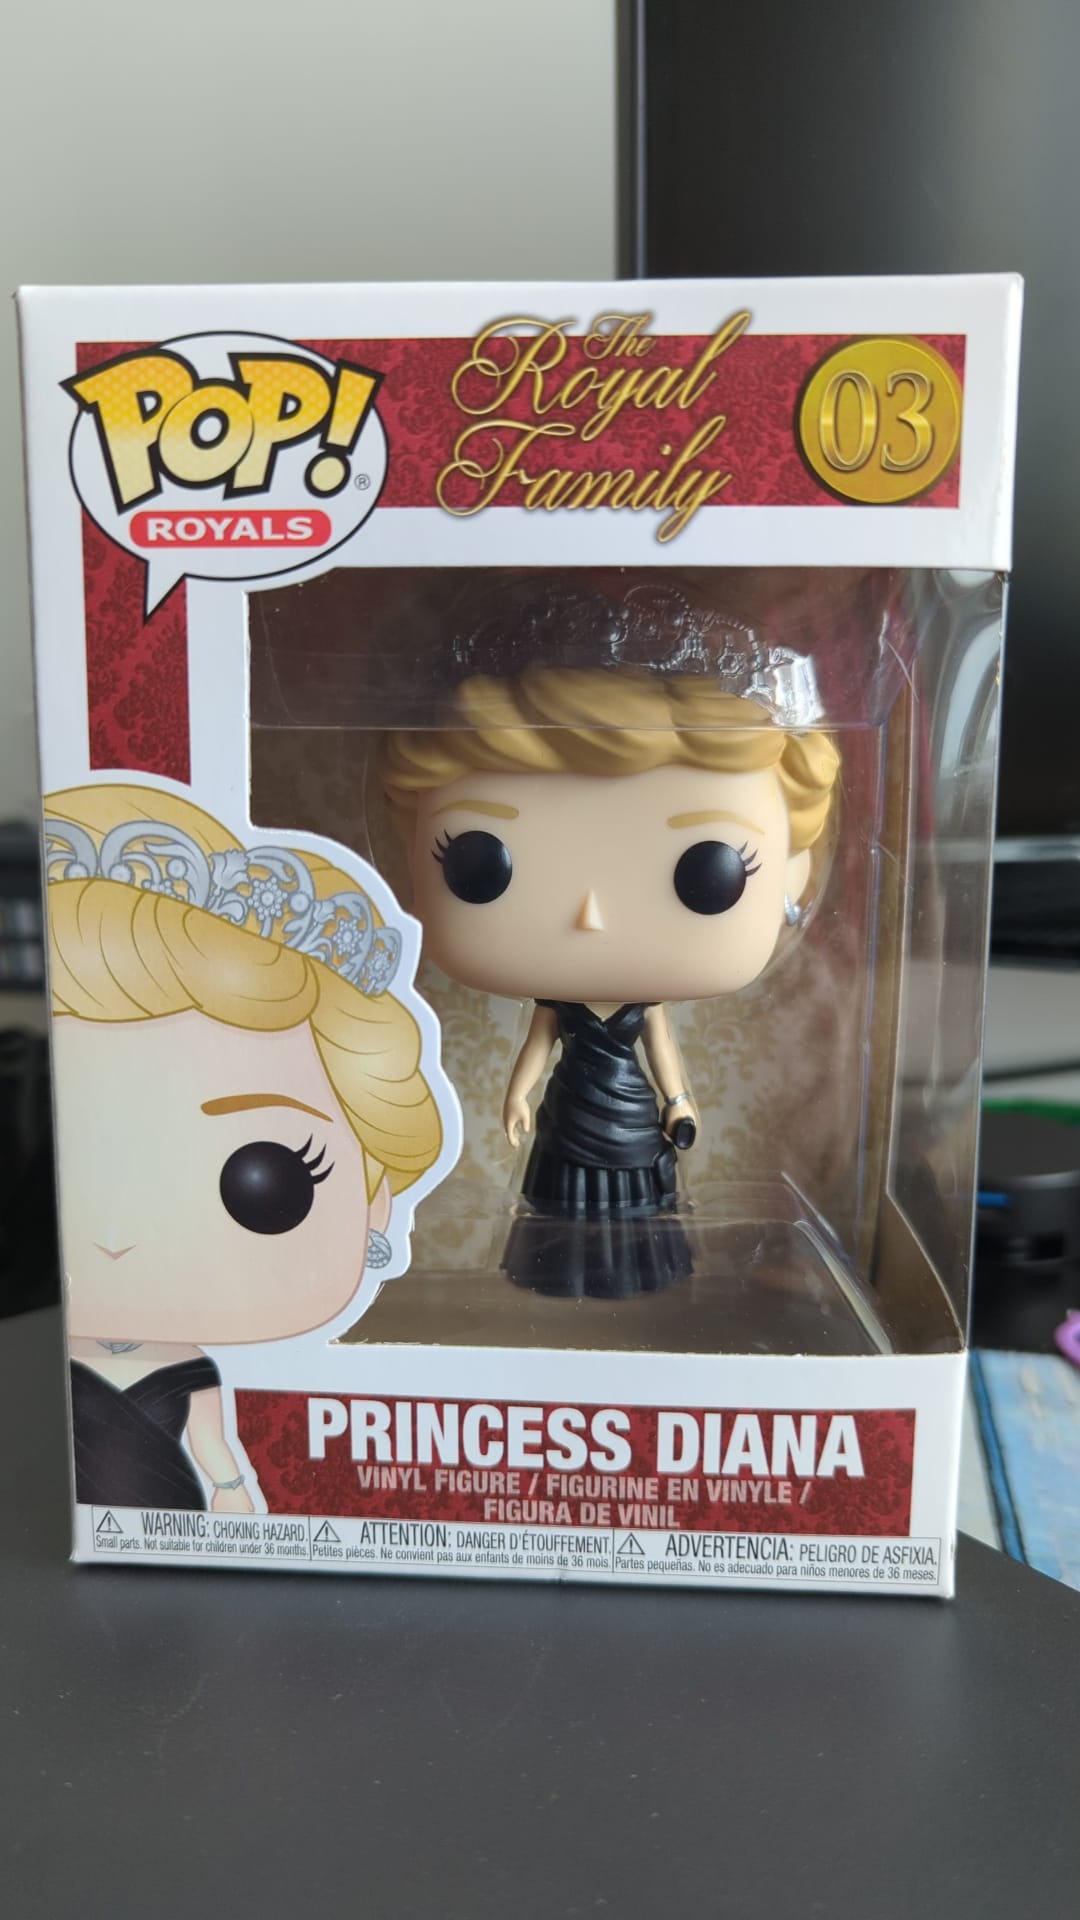 POP!®
ROYALS
The
Royal
Family
03
PRINCESS DIANA
VINYL FIGURE / FIGURINE EN VINYLE /
FIGURA DE VINIL
WARNING: CHOKING HAZARD.
Small parts. Not suitable for children under 36 months.
ATTENTION: DANGER D'ÉTOUFFEMENT.
Petites pièces. Ne convient pas aux enfants de moins de 36 mois.
ADVERTENCIA: PELIGRO DE ASFIXIA.
Partes pequeñas. No es adecuado para niños menores de 36 meses.